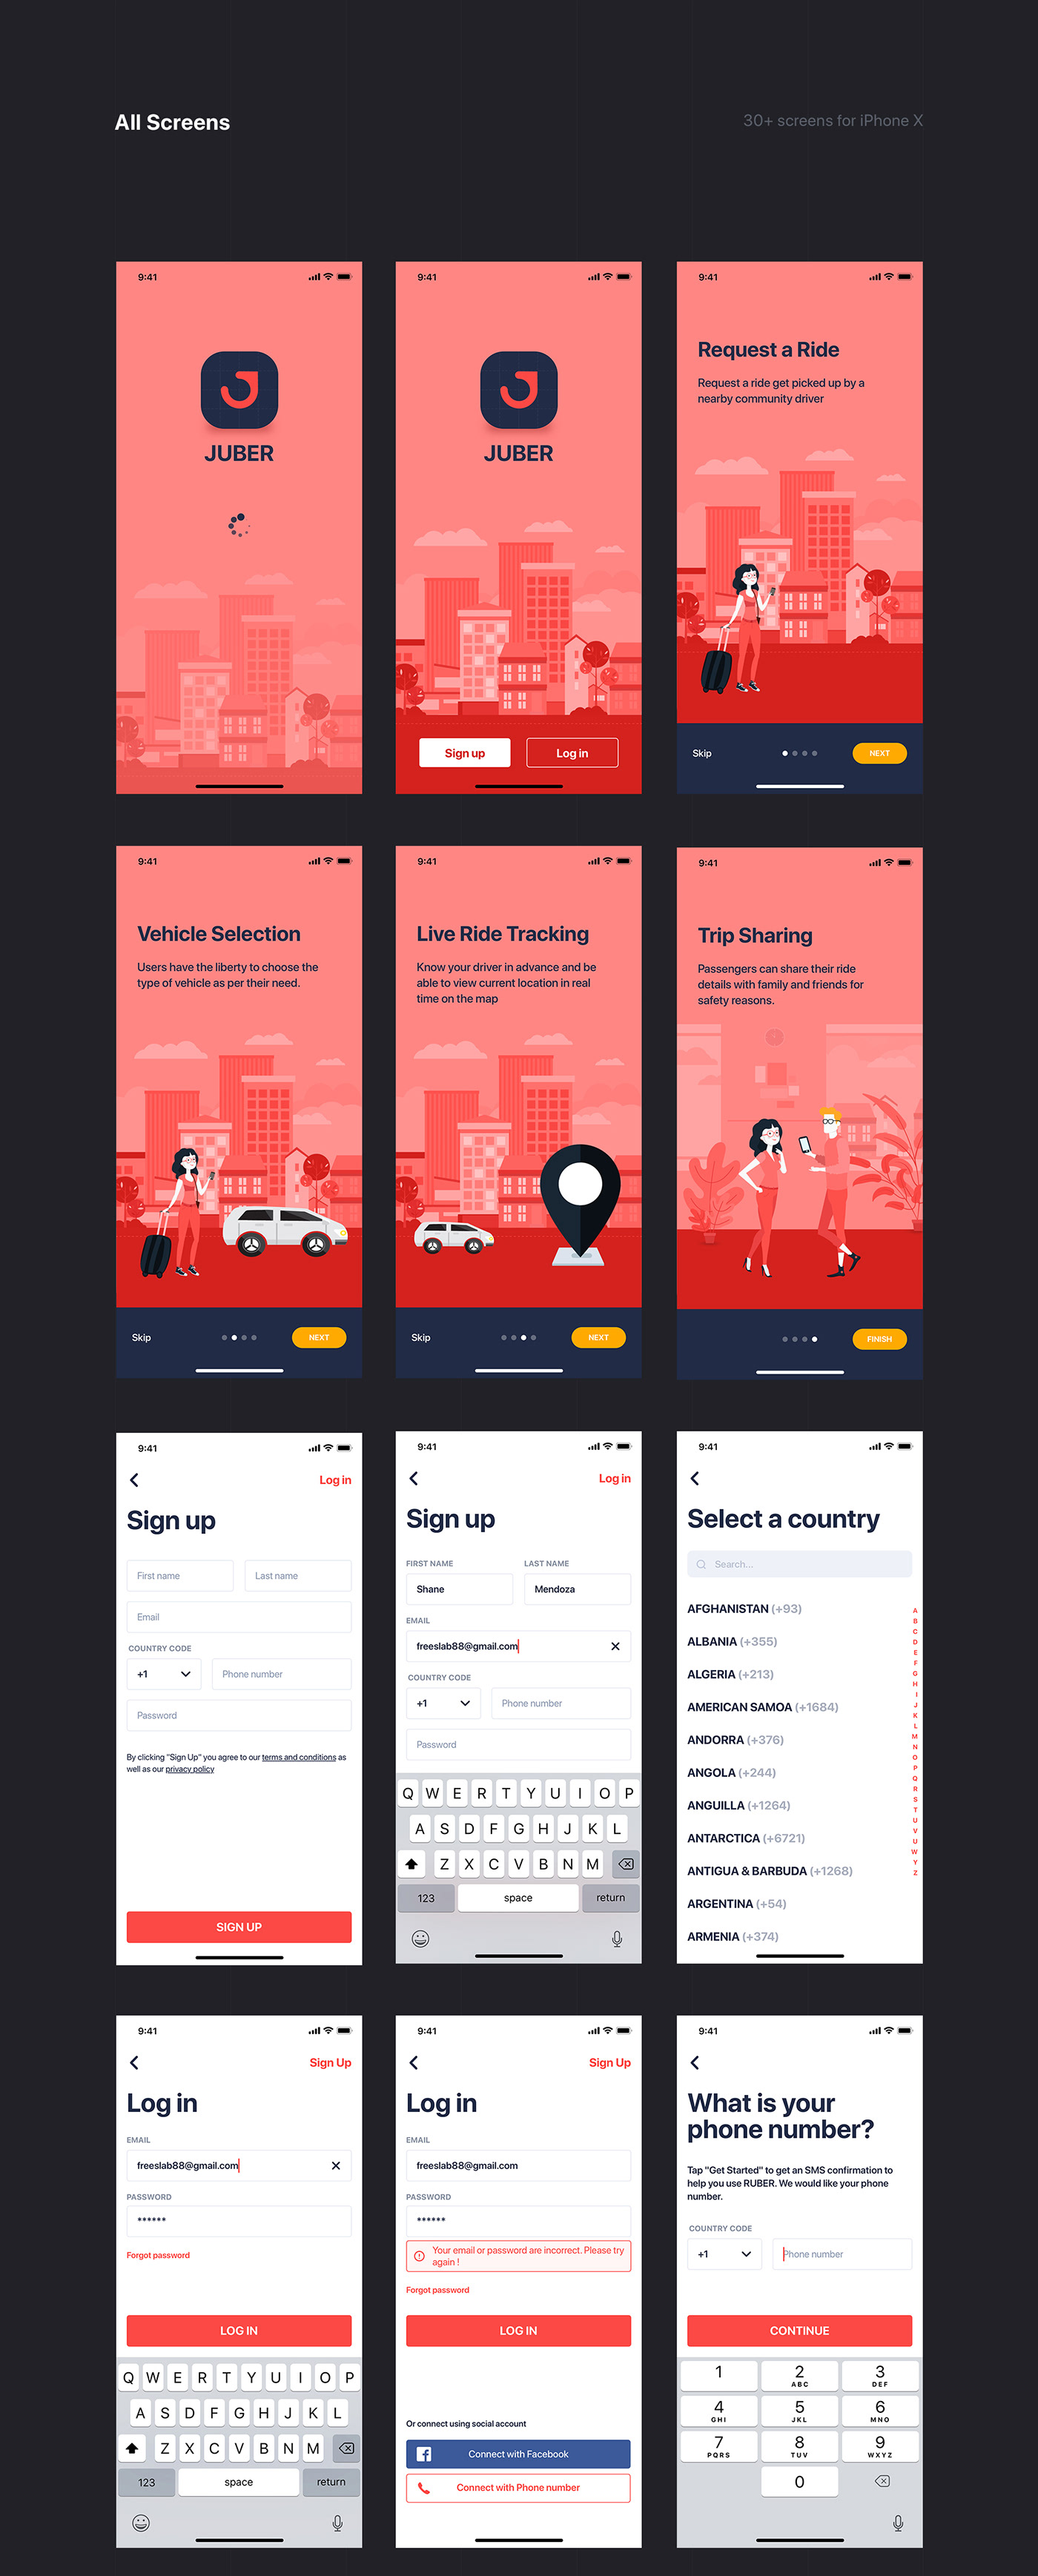 All Screens
30+ screens for iPhone X
9:41
JUBER
9:41
JUBER
Sign up
Log in
9:41
Request a Ride
Request a ride get picked up by a
nearby community driver
Skip
NEXT
9:41
Vehicle Selection
Users have the liberty to choose the
type of vehicle as per their need.
Skip
NEXT
9:41
Live Ride Tracking
Know your driver in advance and be
able to view current location in real
time on the map
Skip
NEXT
9:41
Trip Sharing
Passengers can share their ride
details with family and friends for
safety reasons.
FINISH
9:41
Log in
Sign up
First name
Last name
Email
COUNTRY CODE
+1
Phone number
Password
By clicking "Sign Up" you agree to our terms and conditions as
well as our privacy policy
SIGN UP
9:41
Log in
Sign up
FIRST NAME
LAST NAME
Shane
Mendoza
EMAIL
freeslab88@gmail.com
COUNTRY CODE
+1
Phone number
Password
Q W E R T Y U I O P
A S D F G H J K L
Z X C V B N M
123
space
return
9:41
Select a country
Search...
AFGHANISTAN (+93)
ALBANIA (+355)
ALGERIA (+213)
AMERICAN SAMOA (+1684)
ANDORRA (+376)
ANGOLA (+244)
ANGUILLA (+1264)
ANTARCTICA (+6721)
ANTIGUA & BARBUDA (+1268)
ARGENTINA (+54)
ARMENIA (+374)
A
B
C
D
E
F
G
H
I
J
K
L
M
N
O
P
Q
R
S
T
U
V
U
W
Y
Z
9:41
Sign Up
Log in
EMAIL
freeslab88@gmail.com
PASSWORD
******
Forgot password
LOG IN
Q W E R T Y U I O P
A S D F G H J K L
Z X C V B N M
123
space
return
9:41
Sign Up
Log in
EMAIL
freeslab88@gmail.com
PASSWORD
******
Your email or password are incorrect. Please try
again !
Forgot password
LOG IN
Or connect using social account
Connect with Facebook
Connect with Phone number
9:41
What is your
phone number?
Tap "Get Started" to get an SMS confirmation to
help you use RUBER. We would like your phone
number.
COUNTRY CODE
+1
Phone number
CONTINUE
1 2 3
ABC DEF
4 5 6
GHI JKL MNO
7 8 9
PQRS TUV WXYZ
0